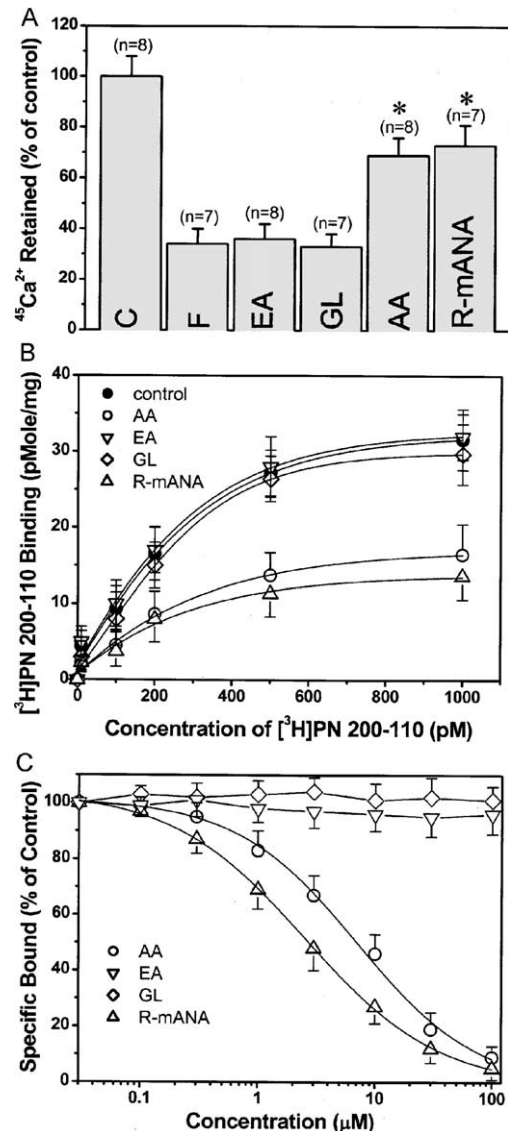 A
120
100
80
60
40
20
0
⁴⁵Ca²⁺ Retained (% of control)
(n=8)
(n=7)
(n=8)
(n=7)
*
(n=8)
*
(n=7)
C
F
EA
GL
AA
R-mANA
B
40
30
20
10
0
[³H]PN 200-110 Binding (pMole/mg)
control
AA
EA
GL
R-mANA
0 200 400 600 800 1000
Concentration of [³H]PN 200-110 (pM)
C
100
80
60
40
20
0
Specific Bound (% of Control)
AA
EA
GL
R-mANA
0.1 1 10 100
Concentration (μM)